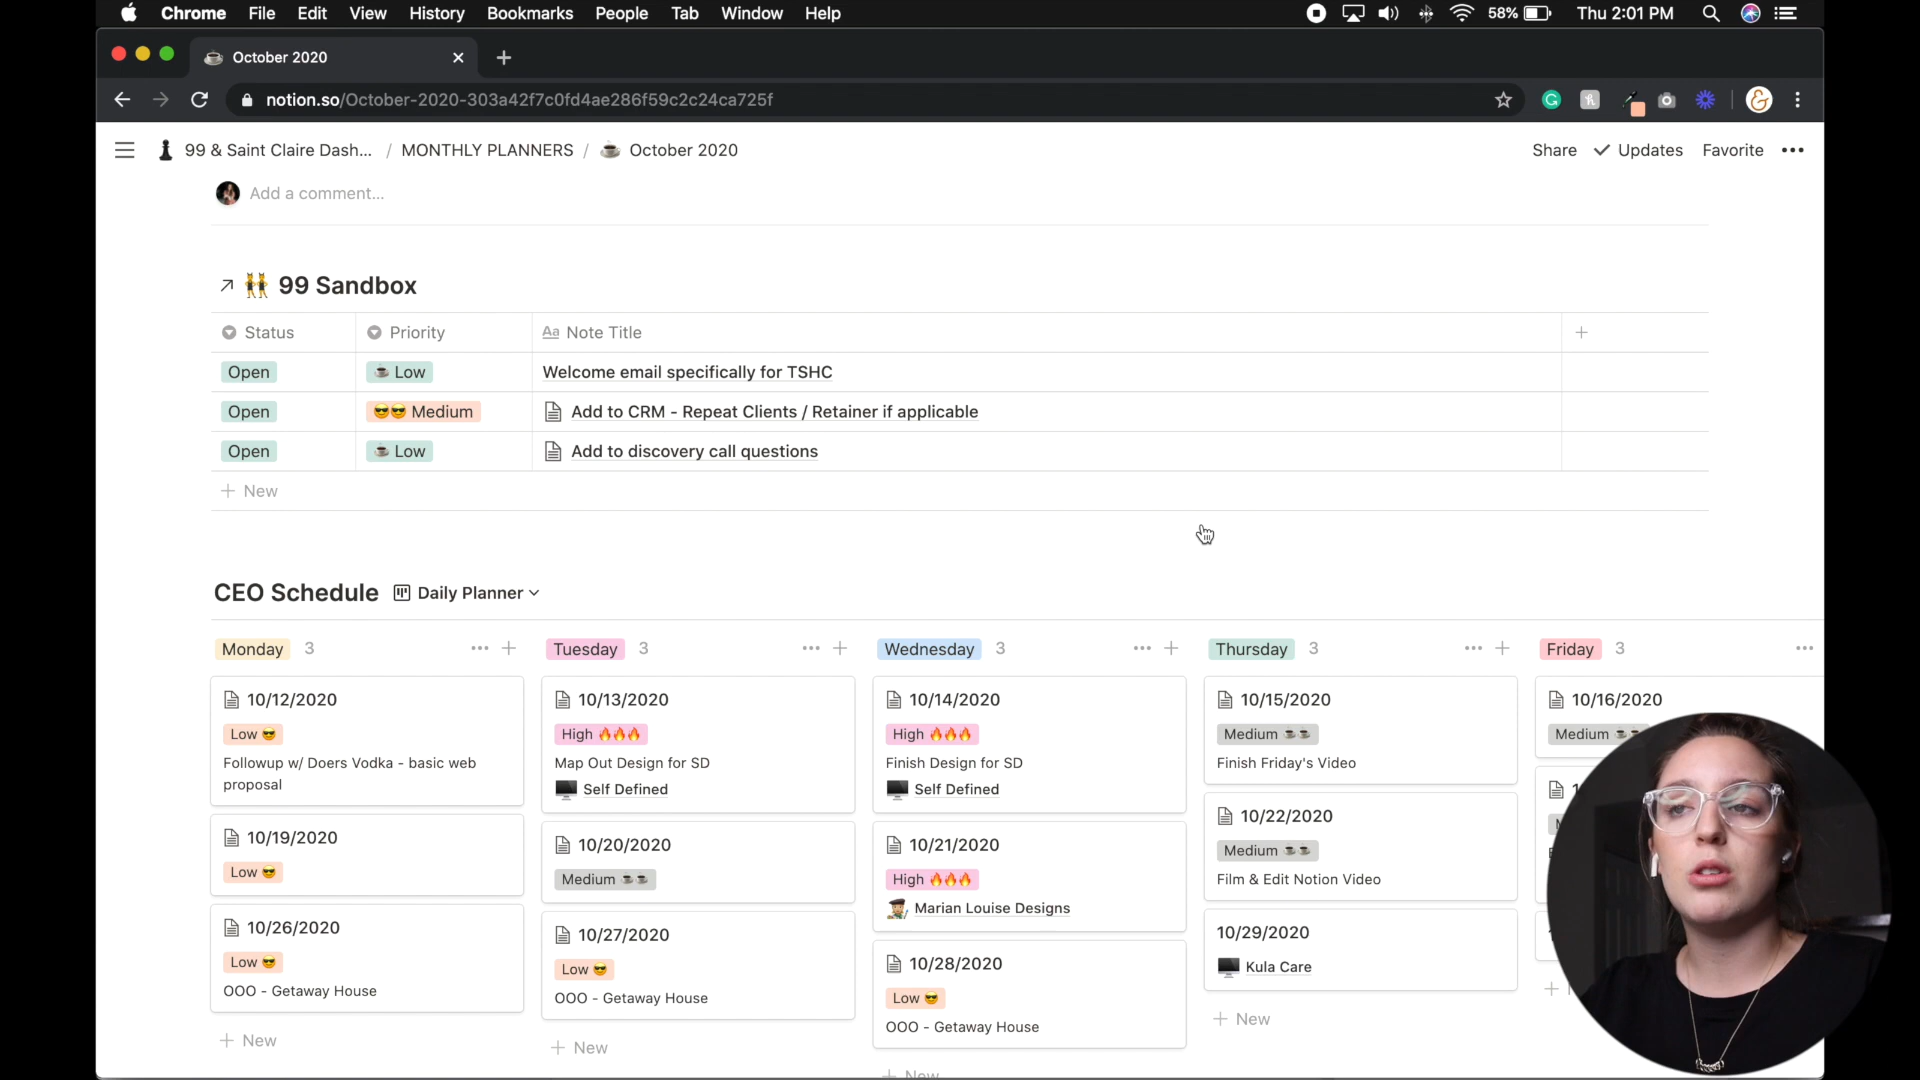 Chrome File Edit View History Bookmarks People Tab Window Help 58% Thu 2:01 PM
October 2020
notion.so/October-2020-303a42f7c0fd4ae286f59c2c24ca725f
99 & Saint Claire Dash... / MONTHLY PLANNERS / October 2020 Share Updates Favorite
Add a comment...
99 Sandbox
Status Priority Aa Note Title
Open Low Welcome email specifically for TSHC
Open Medium Add to CRM - Repeat Clients / Retainer if applicable
Open Low Add to discovery call questions
New
CEO Schedule Daily Planner
Monday 3
10/12/2020
Low
Followup w/ Doers Vodka - basic web
proposal
10/19/2020
Low
10/26/2020
Low
OOO - Getaway House
New
Tuesday 3
10/13/2020
High
Map Out Design for SD
Self Defined
10/20/2020
Medium
10/27/2020
Low
OOO - Getaway House
New
Wednesday 3
10/14/2020
High
Finish Design for SD
Self Defined
10/21/2020
High
Marian Louise Designs
10/28/2020
Low
OOO - Getaway House
New
Thursday 3
10/15/2020
Medium
Finish Friday's Video
10/22/2020
Medium
Film & Edit Notion Video
10/29/2020
Kula Care
New
Friday 3
10/16/2020
Medium